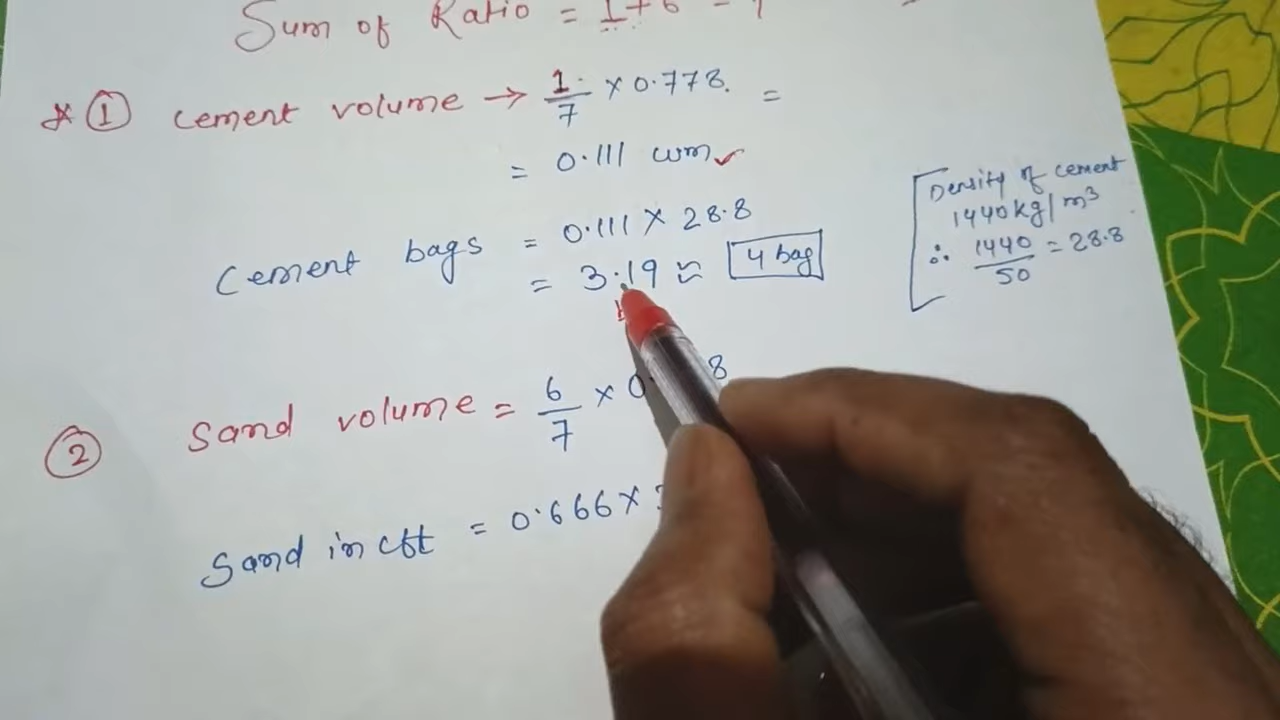 Sum of Ratio = 1+6 = 7
* ① Cement volume → 1/7 × 0.778. =
= 0.111 cum ✓
Cement bags = 0.111 × 28.8
= 3.19 ≈ 4 bag
Density of cement
1440 kg/m³
∴ 1440/50 = 28.8
② Sand volume = 6/7 × 0 8
Sand in cft = 0.666 ×